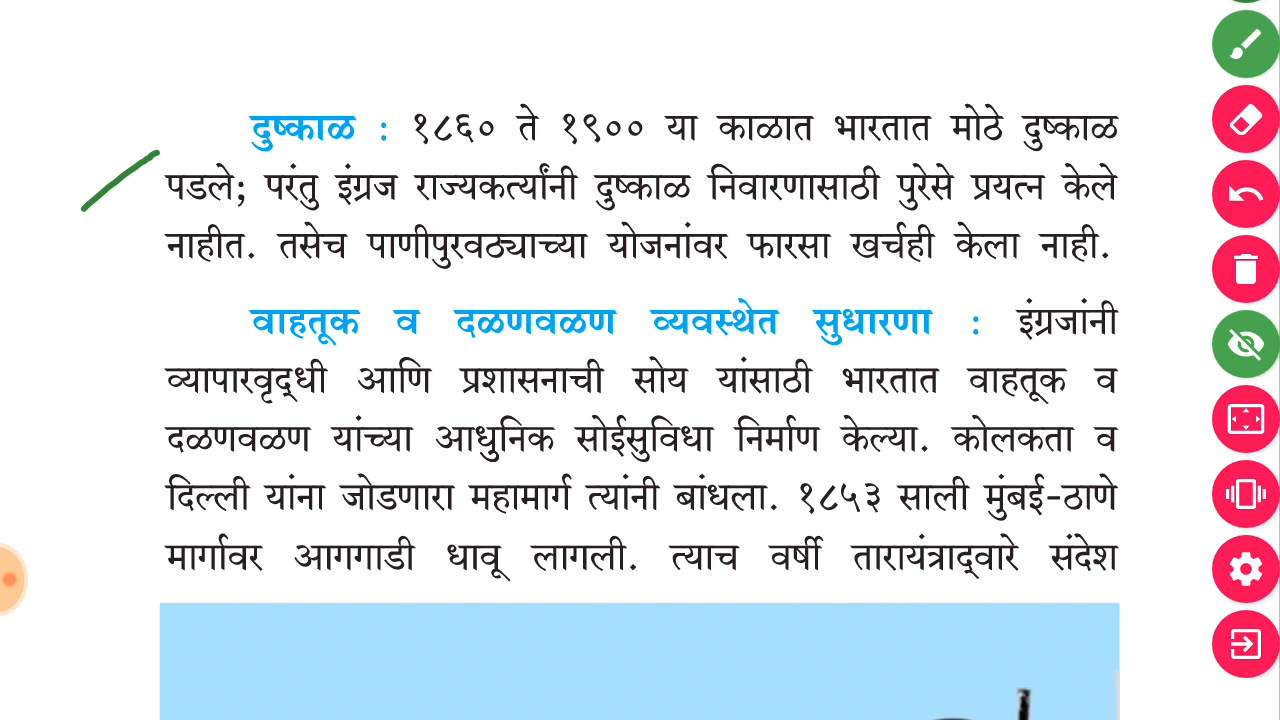 दुष्काळ : १८६० ते १९०० या काळात भारतात मोठे दुष्काळ
पडले; परंतु इंग्रज राज्यकर्त्यांनी दुष्काळ निवारणासाठी पुरेसे प्रयत्न केले
नाहीत. तसेच पाणीपुरवठ्याच्या योजनांवर फारसा खर्चही केला नाही.
वाहतूक व दळणवळण व्यवस्थेत सुधारणा : इंग्रजांनी
व्यापारवृद्‌धी आणि प्रशासनाची सोय यांसाठी भारतात वाहतूक व
दळणवळण यांच्या आधुनिक सोईसुविधा निर्माण केल्या. कोलकता व
दिल्ली यांना जोडणारा महामार्ग त्यांनी बांधला. १८५३ साली मुंबई-ठाणे
मार्गावर आगगाडी धावू लागली. त्याच वर्षी तारायंत्राद्‌वारे संदेश